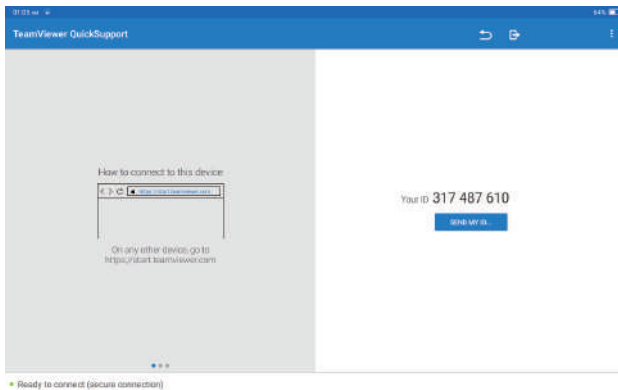 54%
TeamViewer QuickSupport
How to connect to this device
On any other device, go to
https://start.teamviewer.com
Your ID 317 487 610
SEND MY ID...
Ready to connect (secure connection)